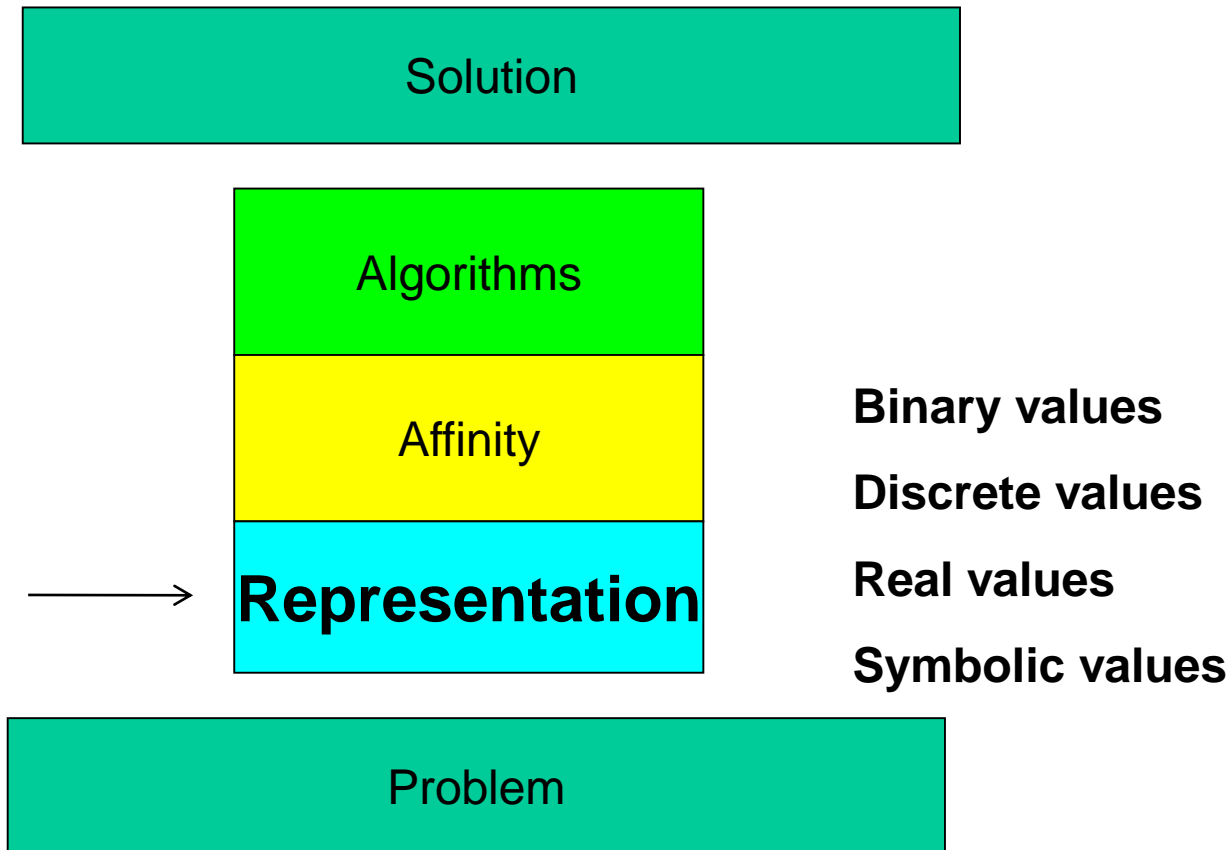 Solution
Algorithms
Affinity
Representation
Binary values
Discrete values
Real values
Symbolic values
Problem